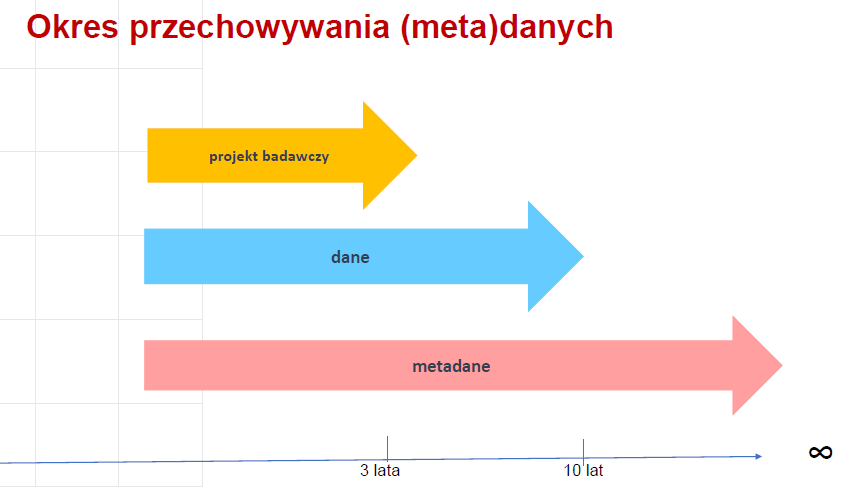 Okres przechowywania (meta)danych
projekt badawczy
dane
metadane
3 lata
10 lat
∞